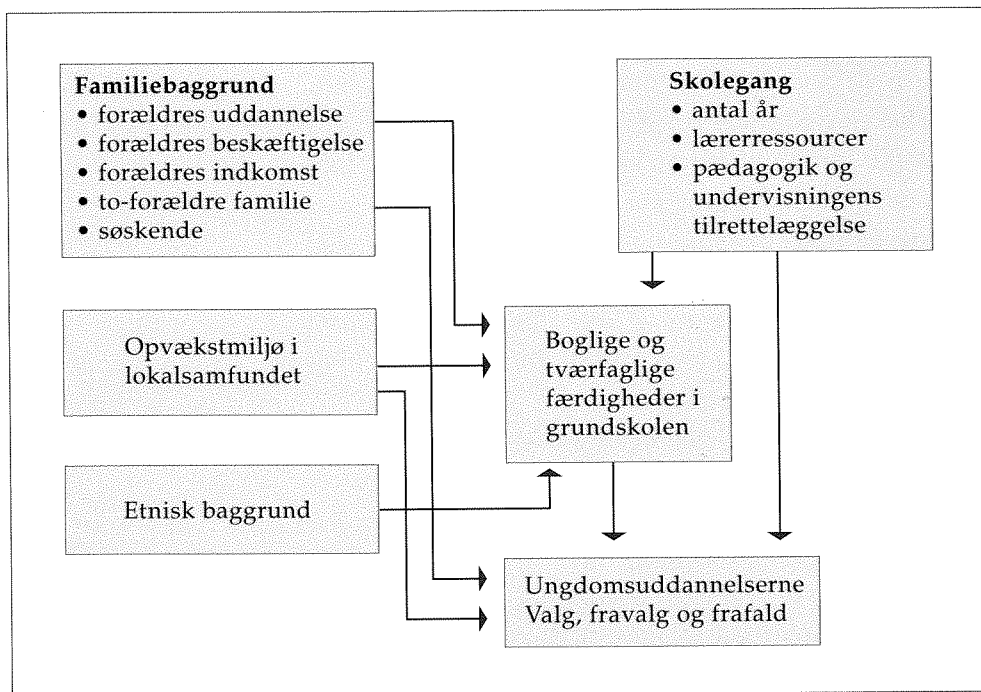 Familiebaggrund
• forældres uddannelse
• forældres beskæftigelse
• forældres indkomst
• to-forældre familie
• søskende
Skolegang
• antal år
• lærerressourcer
• pædagogik og
undervisningens
tilrettelæggelse
Opvækstmiljø i
lokalsamfundet
Boglige og
tværfaglige
færdigheder i
grundskolen
Etnisk baggrund
Ungdomsuddannelserne
Valg, fravalg og frafald